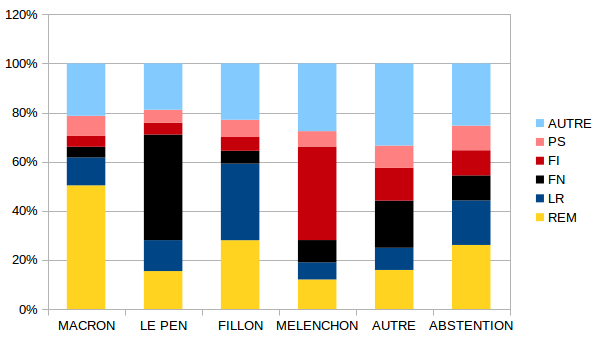 120%
100%
80%
60%
40%
20%
0%
MACRON LE PEN FILLON MELENCHON AUTRE ABSTENTION
AUTRE
PS
FI
FN
LR
REM